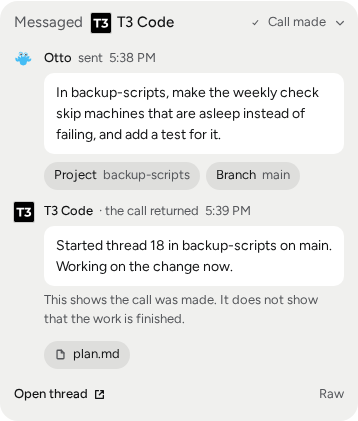 Messaged T3 T3 Code ✓ Call made
Otto sent 5:38 PM
In backup-scripts, make the weekly check
skip machines that are asleep instead of
failing, and add a test for it.
Project backup-scripts Branch main
T3 T3 Code · the call returned 5:39 PM
Started thread 18 in backup-scripts on main.
Working on the change now.
This shows the call was made. It does not show
that the work is finished.
plan.md
Open thread Raw